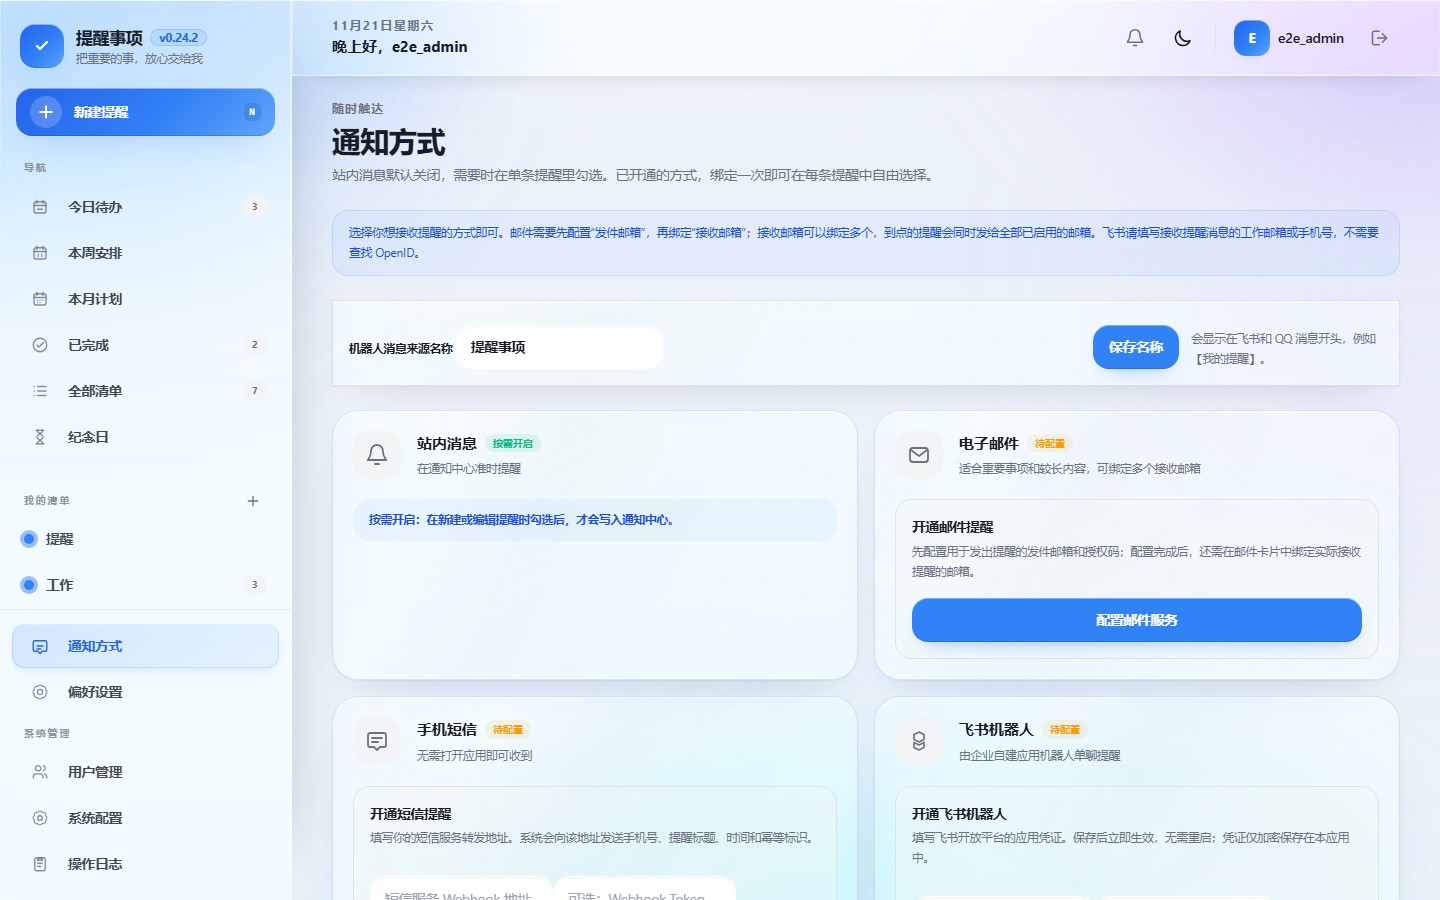 提醒事项 v0.24.2
把重要的事，放心交给我
新建提醒 N
导航
今日待办 3
本周安排
本月计划
已完成 2
全部清单 7
纪念日
我的清单
提醒
工作 3
通知方式
偏好设置
系统管理
用户管理
系统配置
操作日志
11月21日星期六
晚上好，e2e_admin
E e2e_admin
随时触达
通知方式
站内消息默认关闭，需要时在单条提醒里勾选。已开通的方式，绑定一次即可在每条提醒中自由选择。
选择你想接收提醒的方式即可。邮件需要先配置“发件邮箱”，再绑定“接收邮箱”；接收邮箱可以绑定多个，到点的提醒会同时发给全部已启用的邮箱。飞书请填写接收提醒消息的工作邮箱或手机号，不需要
查找 OpenID。
机器人消息来源名称 提醒事项
保存名称
会显示在飞书和 QQ 消息开头，例如
【我的提醒】。
站内消息 按需开启
在通知中心准时提醒
按需开启：在新建或编辑提醒时勾选后，才会写入通知中心。
电子邮件 待配置
适合重要事项和较长内容，可绑定多个接收邮箱
开通邮件提醒
先配置用于发出提醒的发件邮箱和授权码；配置完成后，还需在邮件卡片中绑定实际接收
提醒的邮箱。
配置邮件服务
手机短信 待配置
无需打开应用即可收到
开通短信提醒
填写你的短信服务转发地址。系统会向该地址发送手机号、提醒标题、时间和幂等标识。
短信服务 Webhook 地址
可选：Webhook Token
飞书机器人 待配置
由企业自建应用机器人单聊提醒
开通飞书机器人
填写飞书开放平台的应用凭证。保存后立即生效，无需重启；凭证仅加密保存在本应用
中。